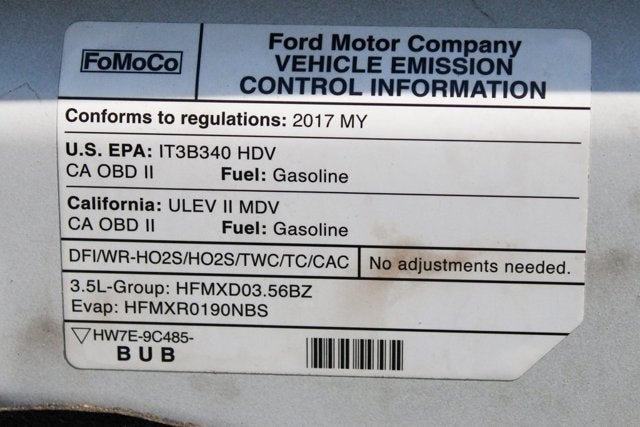 FoMoCo
Ford Motor Company
VEHICLE EMISSION
CONTROL INFORMATION
Conforms to regulations: 2017 MY
U.S. EPA: IT3B340 HDV
CA OBD II Fuel: Gasoline
California: ULEV II MDV
CA OBD II Fuel: Gasoline
DFI/WR-HO2S/HO2S/TWC/TC/CAC No adjustments needed.
3.5L-Group: HFMXD03.56BZ
Evap: HFMXR0190NBS
HW7E-9C485-
BUB